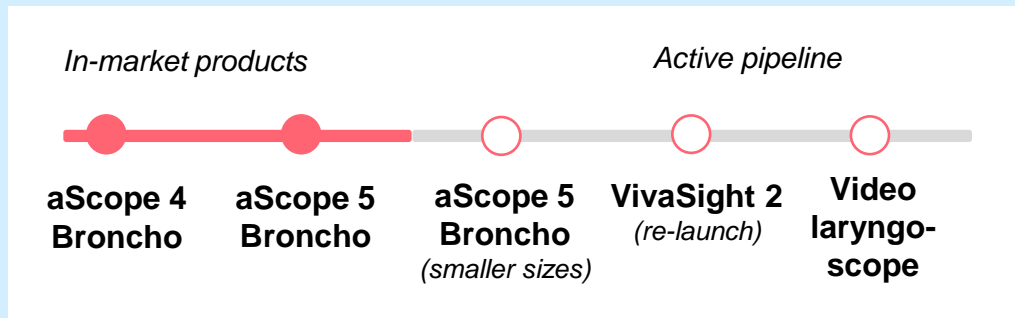 In-market products
Active pipeline
aScope 4
Broncho
aScope 5
Broncho
aScope 5
Broncho
(smaller sizes)
VivaSight 2
(re-launch)
Video
laryngo-
scope